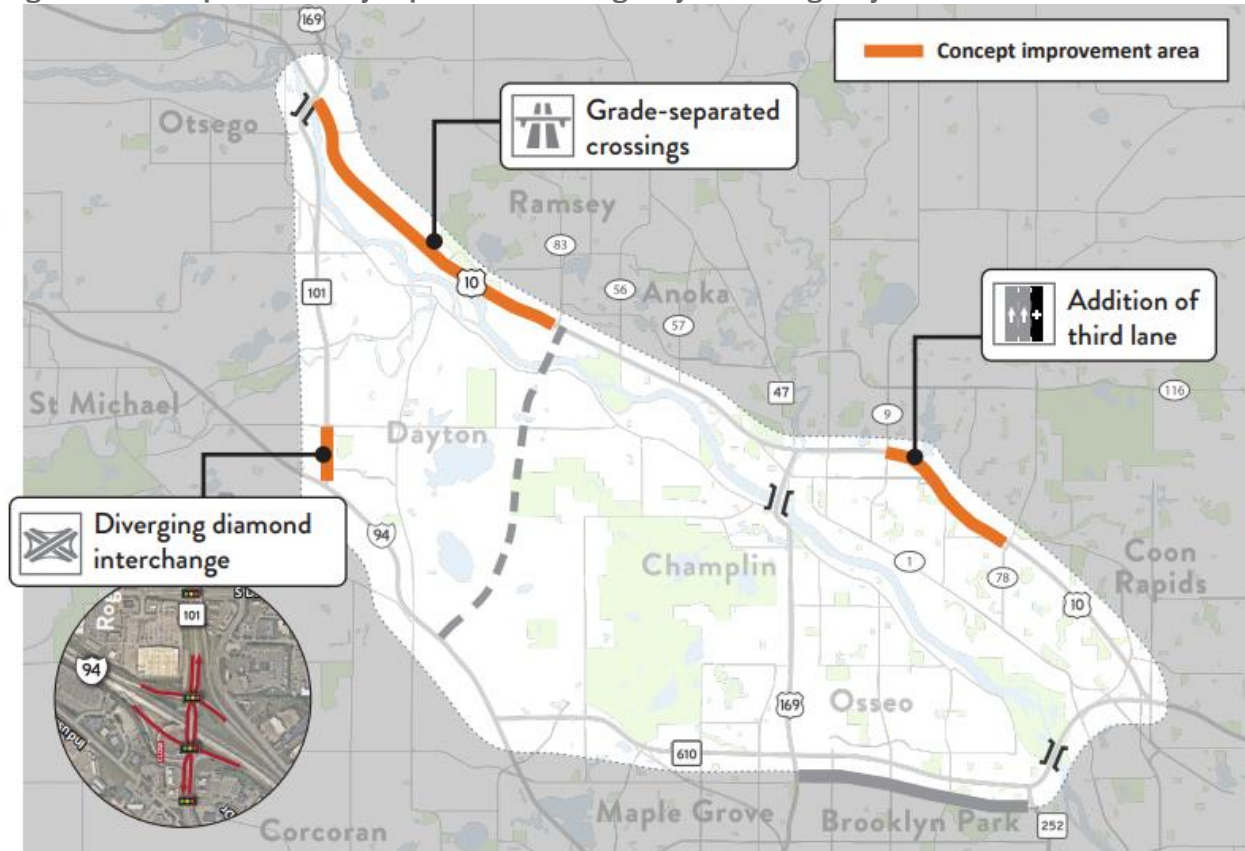 169
Concept improvement area
Otsego
Grade-separated
crossings
Ramsey
83
10
101
56
Anoka
57
Addition of
third lane
47
116
St Michael
9
Dayton
Diverging diamond
interchange
94
Champlin
1
78
Coon
Rapids
10
101
94
169
Osseo
610
Maple Grove
Brooklyn Park
252
Corcoran